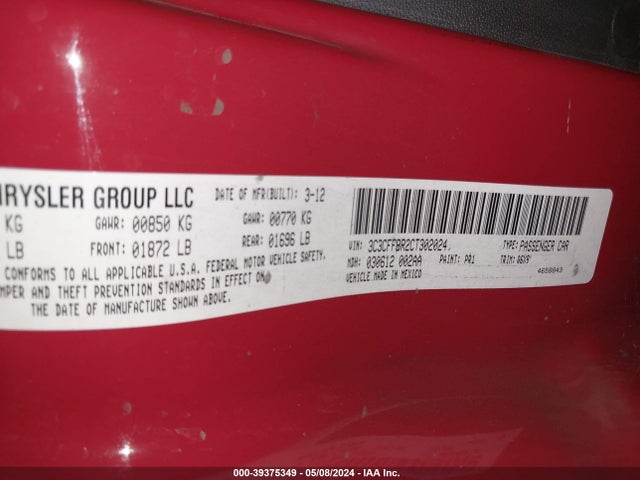 HRYSLER GROUP LLC DATE OF MFR(BUILT): 3-12
KG GAWR: 00850 KG GAWR: 00770 KG
LB FRONT: 01872 LB REAR: 01696 LB
CONFORMS TO ALL APPLICABLE U.S.A. FEDERAL MOTOR VEHICLE SAFETY,
MPER AND THEFT PREVENTION STANDARDS IN EFFECT ON
THE DATE OF MANUFACTURE SHOWN ABOVE.
VIN: 3C3CFFBR2CT302024 TYPE: PASSENGER CAR
MDH: 030612 002AA PAINT: PR1 TRIM: 
VEHICLE MADE IN MEXICO 4658043
000-39375349 - 05/08/2024 - IAA Inc.